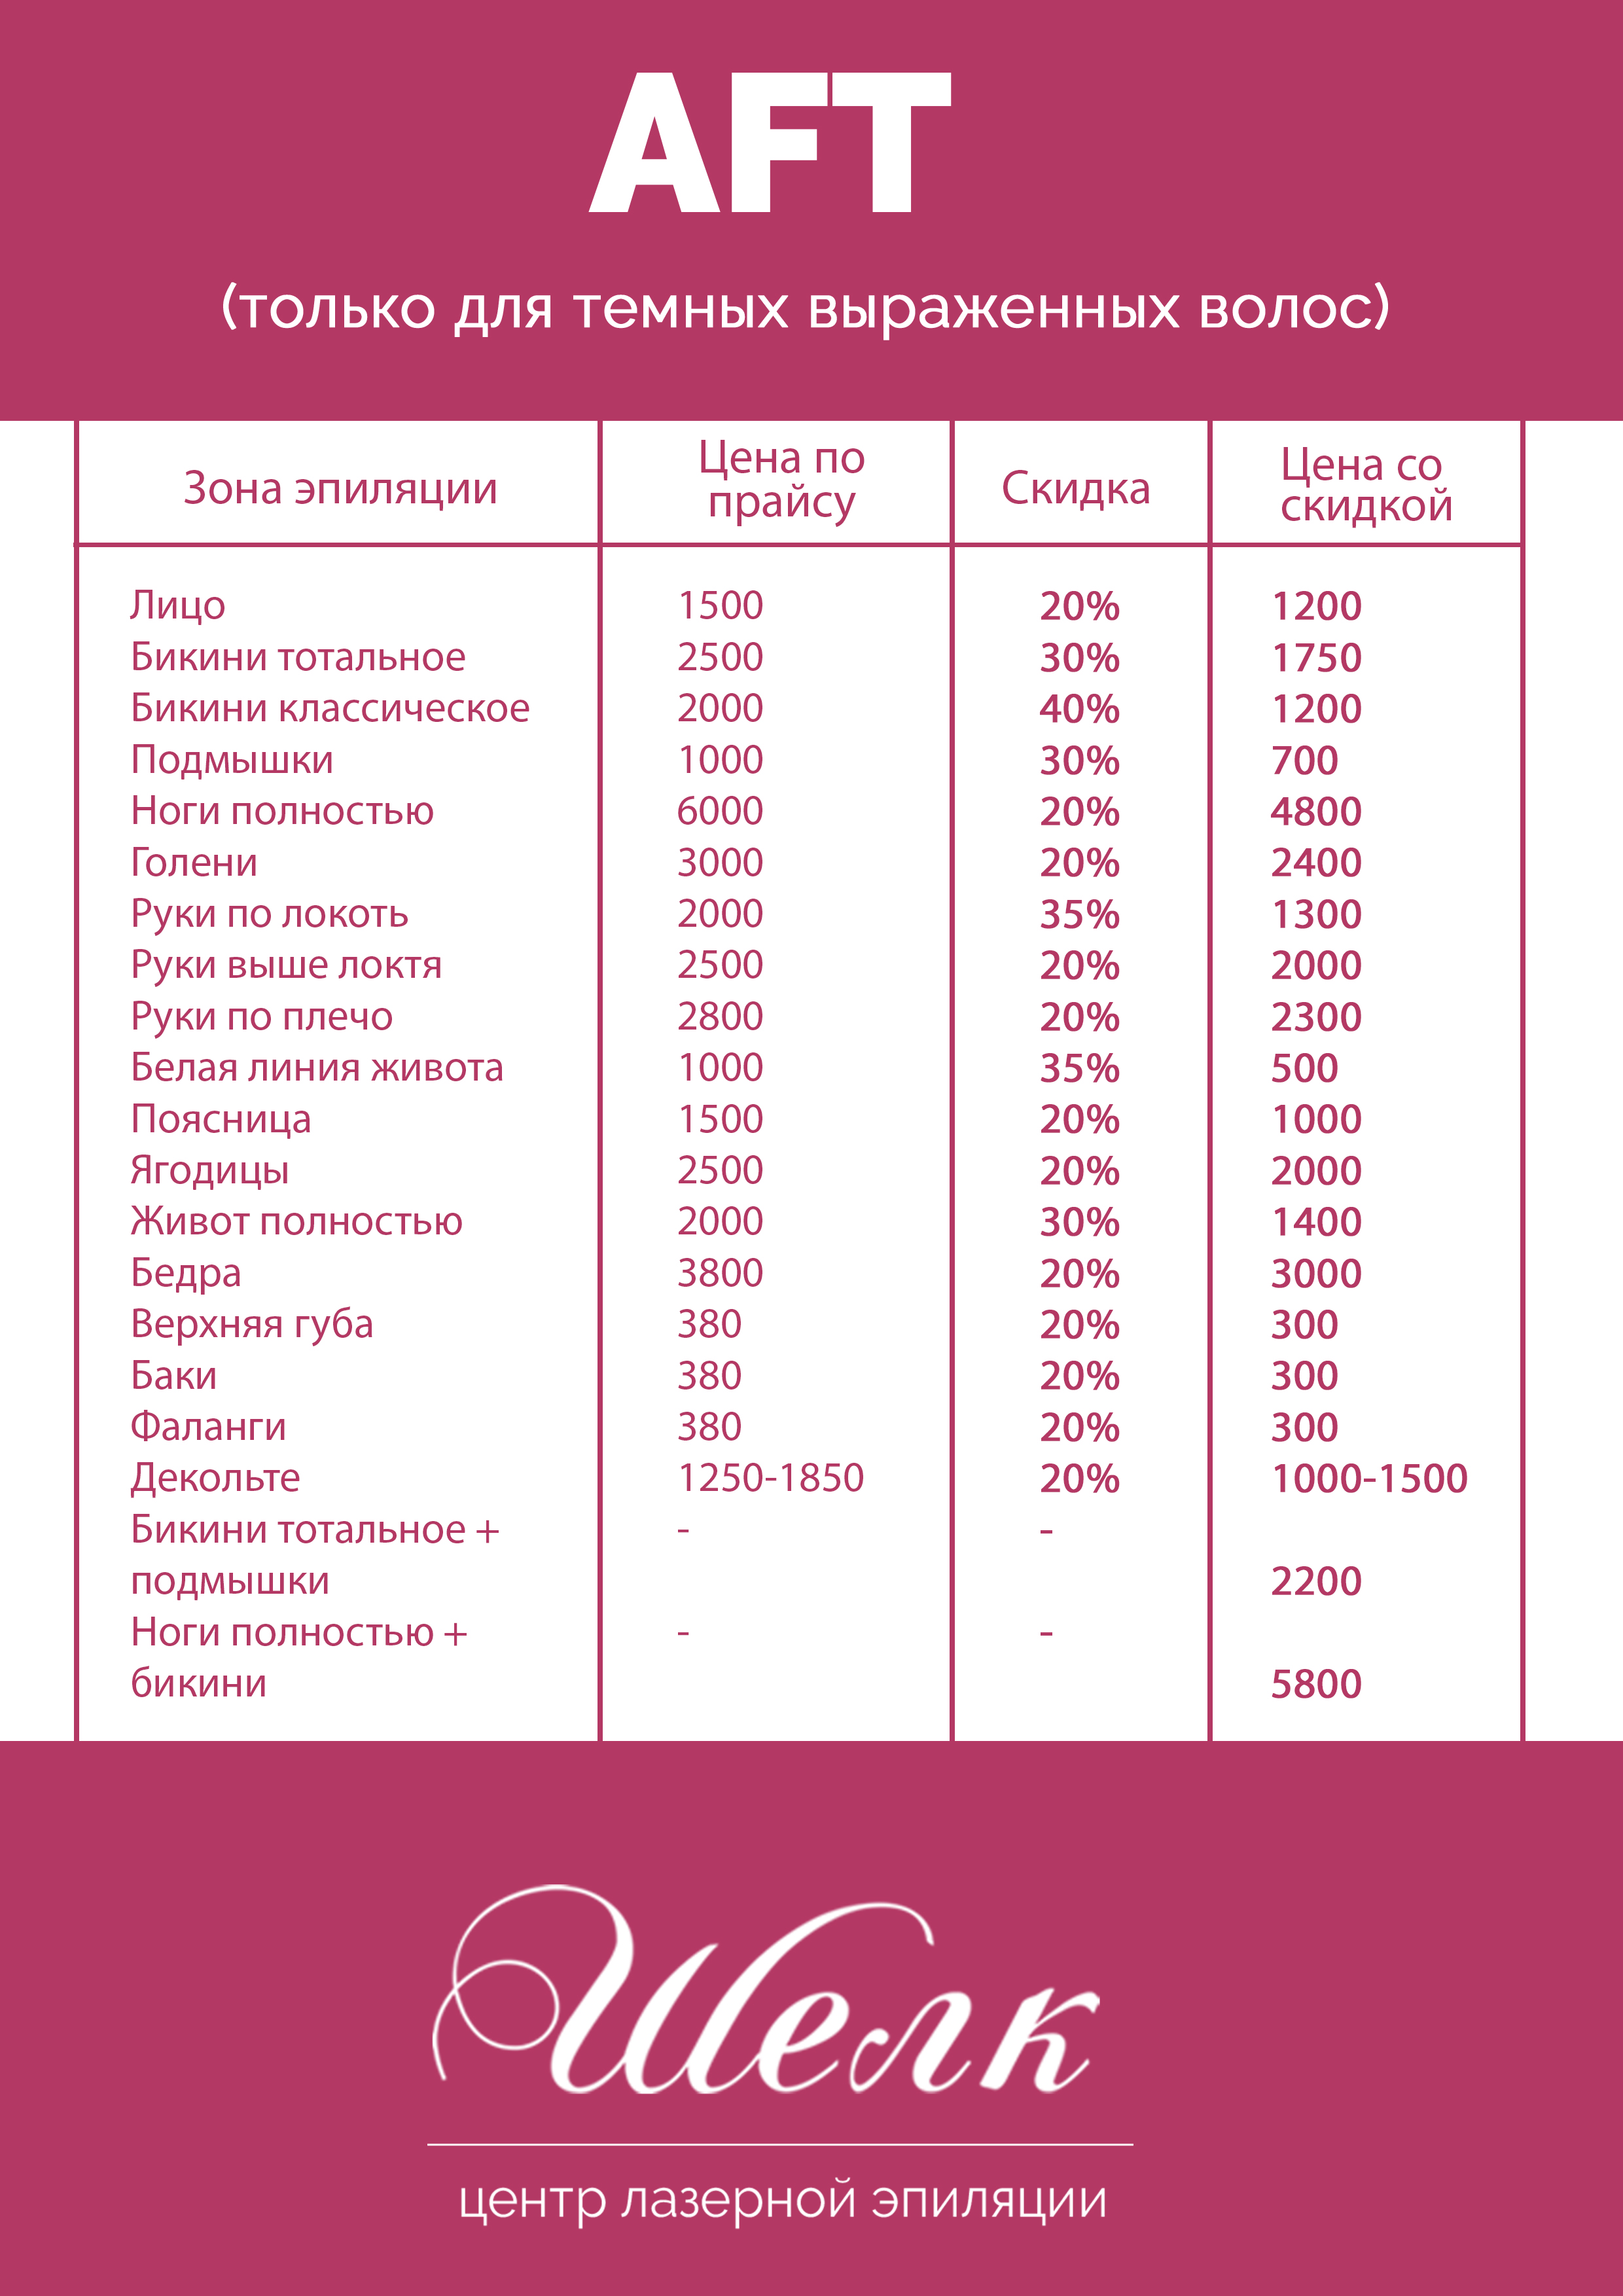 AFT
(только для темных выраженных волос)
Зона эпиляции Цена по прайсу Скидка Цена со скидкой
Лицо 1500 20% 1200
Бикини тотальное 2500 30% 1750
Бикини классическое 2000 40% 1200
Подмышки 1000 30% 700
Ноги полностью 6000 20% 4800
Голени 3000 20% 2400
Руки по локоть 2000 35% 1300
Руки выше локтя 2500 20% 2000
Руки по плечо 2800 20% 2300
Белая линия живота 1000 35% 500
Поясница 1500 20% 1000
Ягодицы 2500 20% 2000
Живот полностью 2000 30% 1400
Бедра 3800 20% 3000
Верхняя губа 380 20% 300
Баки 380 20% 300
Фаланги 380 20% 300
Декольте 1250-1850 20% 1000-1500
Бикини тотальное + - -
подмышки 2200
Ноги полностью + - -
бикини 5800
Шелк
центр лазерной эпиляции